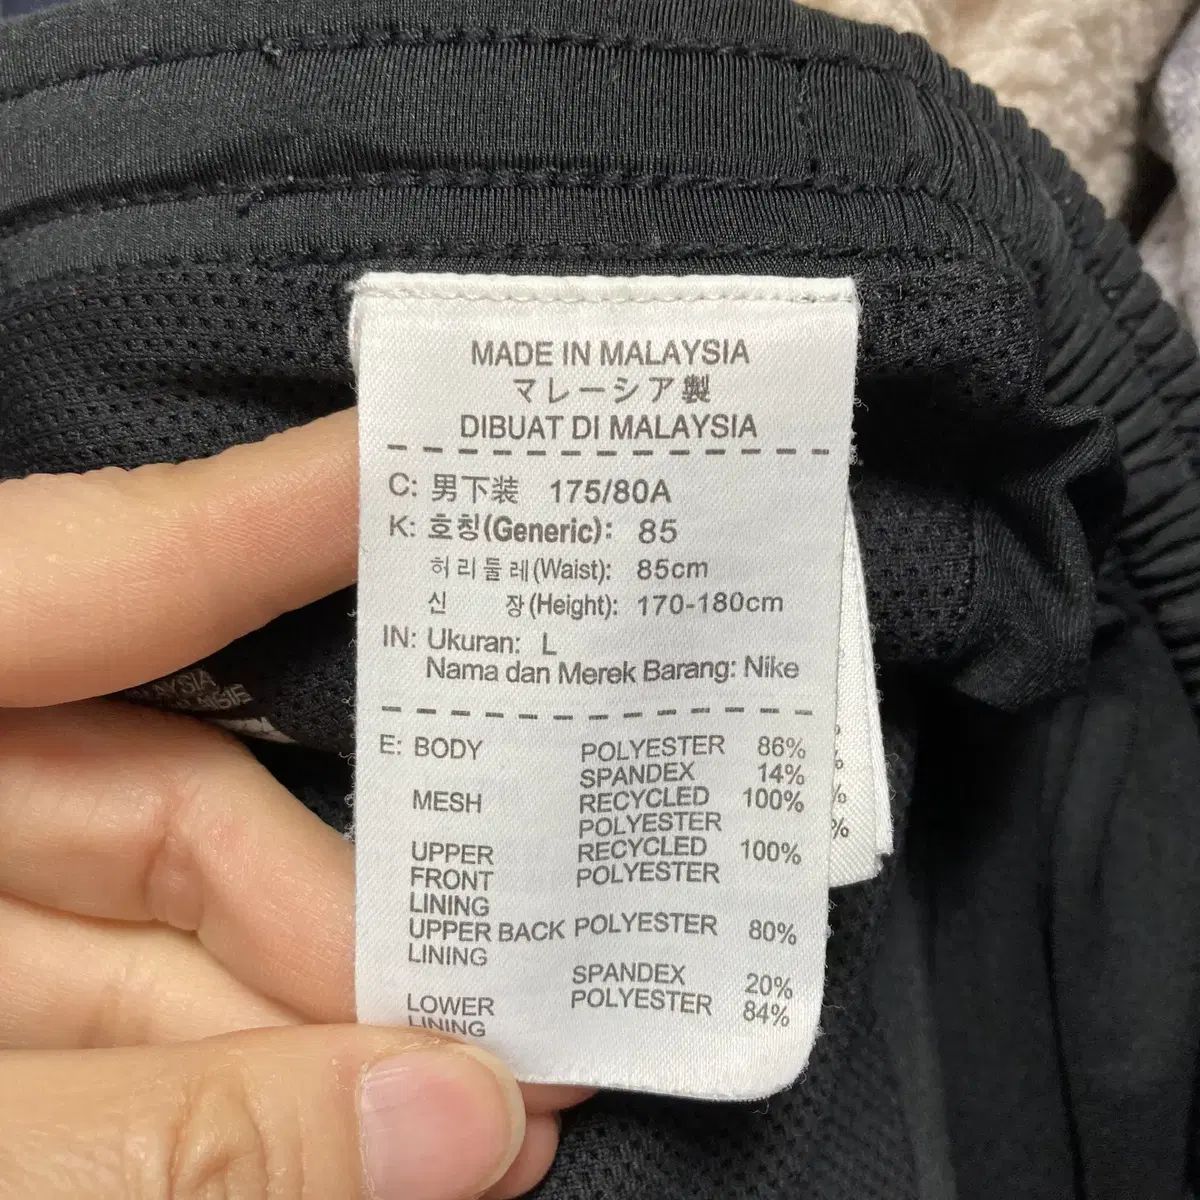 MADE IN MALAYSIA
マレーシア製
DIBUAT DI MALAYSIA
C: 男下装 175/80A
K: 호칭(Generic): 85
허리둘레(Waist): 85cm
신 장(Height): 170-180cm
IN: Ukuran: L
Nama dan Merek Barang: Nike
E: BODY POLYESTER 86%
SPANDEX 14%
MESH RECYCLED 100%
POLYESTER
UPPER RECYCLED 100%
FRONT POLYESTER
LINING
UPPER BACK POLYESTER 80%
LINING
SPANDEX 20%
LOWER POLYESTER 84%
LINING
%
%
%
%